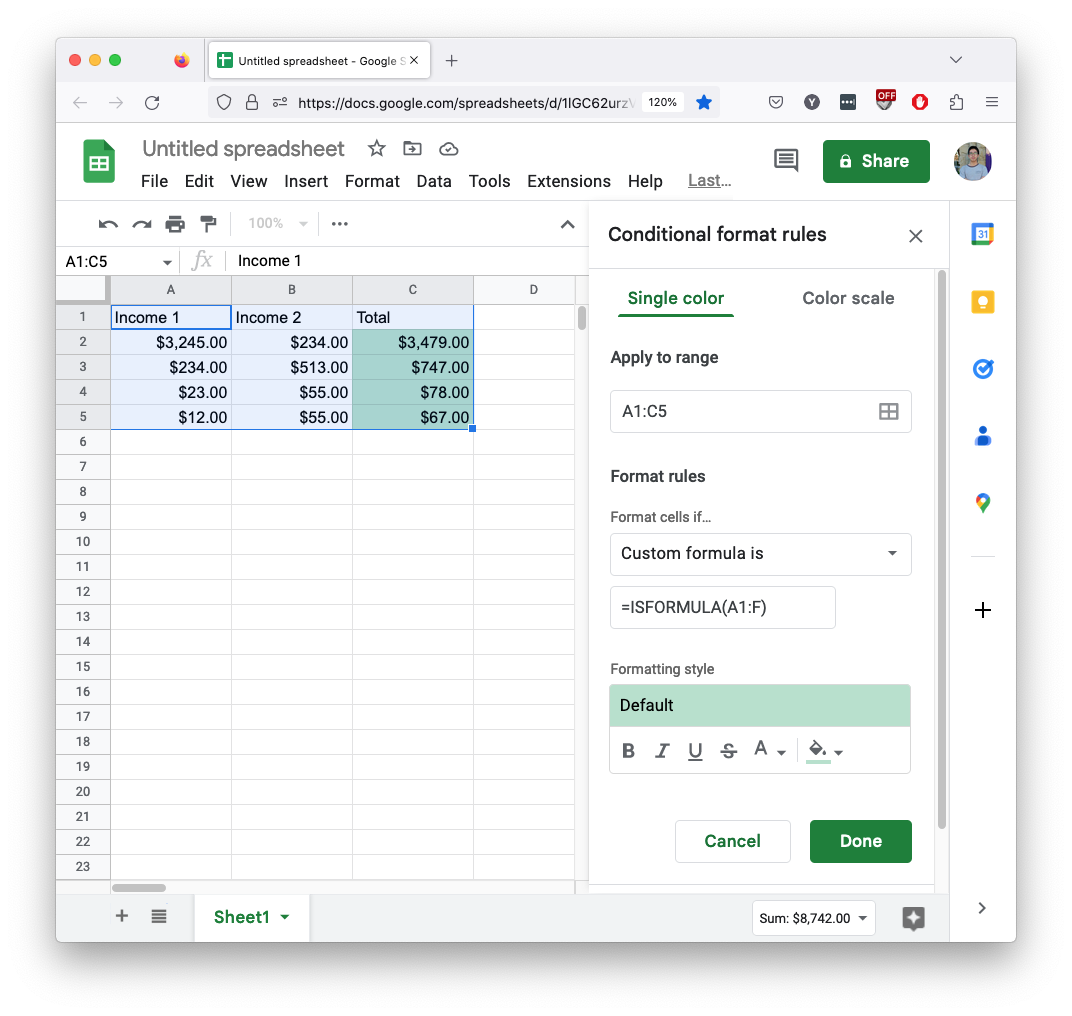 Untitled spreadsheet - Google S
https://docs.google.com/spreadsheets/d/1IGC62urzV 120% Y OFF
Untitled spreadsheet
Share
File Edit View Insert Format Data Tools Extensions Help Last...
100%
Conditional format rules
31
A1:C5 fx Income 1
A B C D
Single color Color scale
1 Income 1 Income 2 Total
2 $3,245.00 $234.00 $3,479.00
3 $234.00 $513.00 $747.00
4 $23.00 $55.00 $78.00
5 $12.00 $55.00 $67.00
6
7
8
9
10
11
12
13
14
15
16
17
18
19
20
21
22
23
Apply to range
A1:C5
Format rules
Format cells if…
Custom formula is
=ISFORMULA(A1:F)
Formatting style
Default
B I U S A
Cancel Done
Sheet1
Sum: $8,742.00